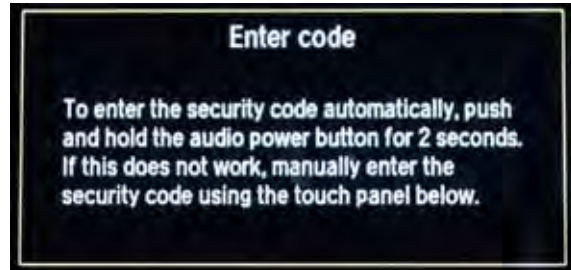 Enter code
To enter the security code automatically, push
and hold the audio power button for 2 seconds.
If this does not work, manually enter the
security code using the touch panel below.